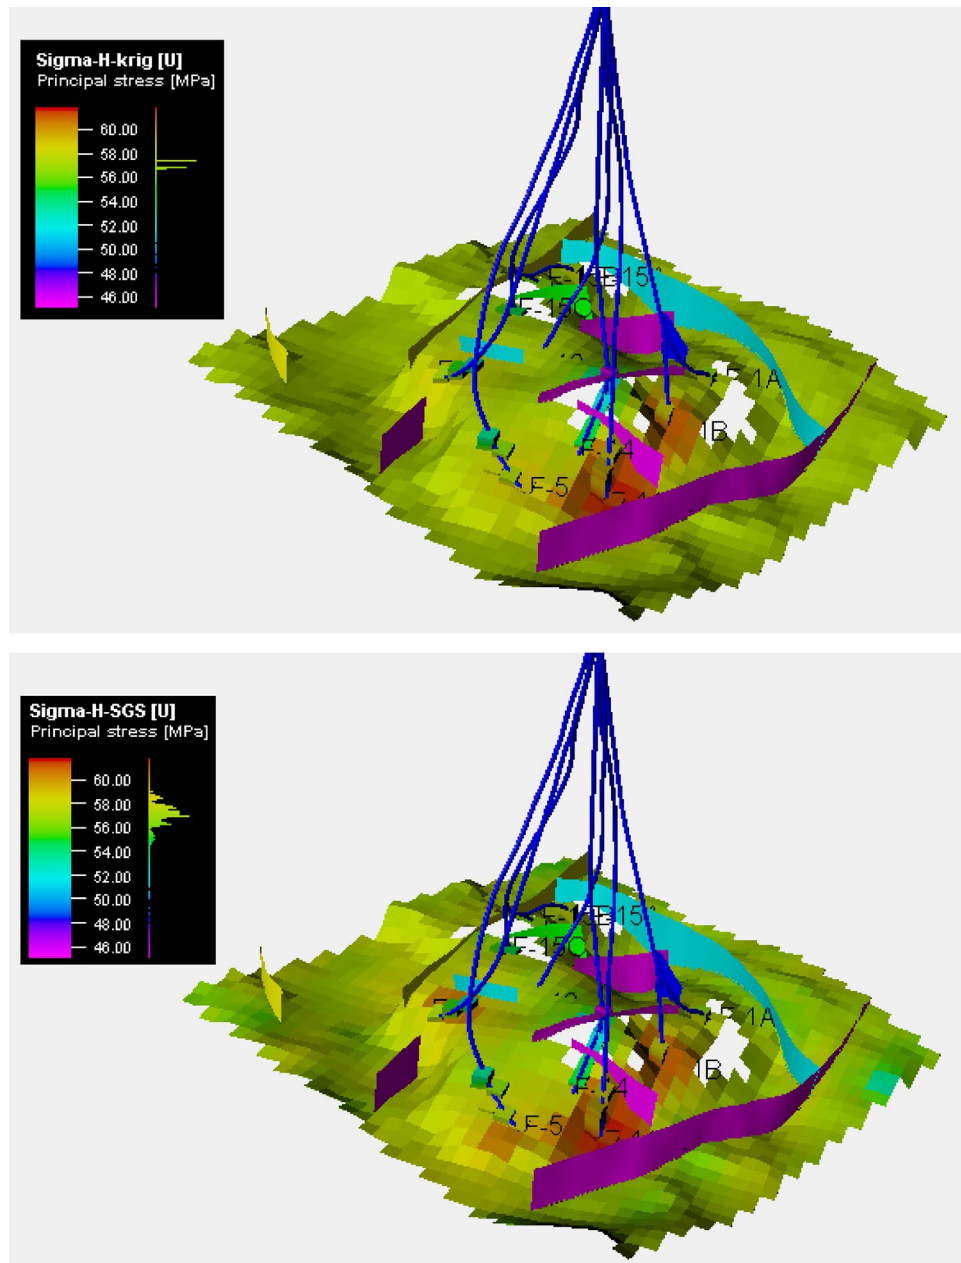 Sigma-H-krig [U]
Principal stress [MPa]
60.00
58.00
56.00
54.00
52.00
50.00
48.00
46.00
F-15C
F-5
1A
IB
Sigma-H-SGS [U]
Principal stress [MPa]
60.00
58.00
56.00
54.00
52.00
50.00
48.00
46.00
F-15C
F-5
1A
IB